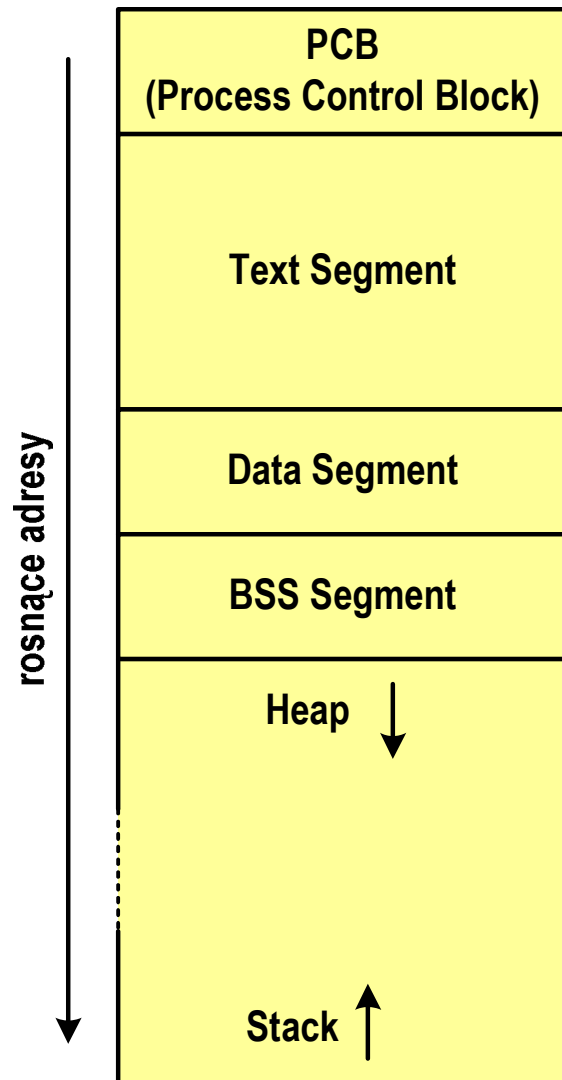 PCB
(Process Control Block)
Text Segment
Data Segment
BSS Segment
Heap
Stack
rosnące adresy